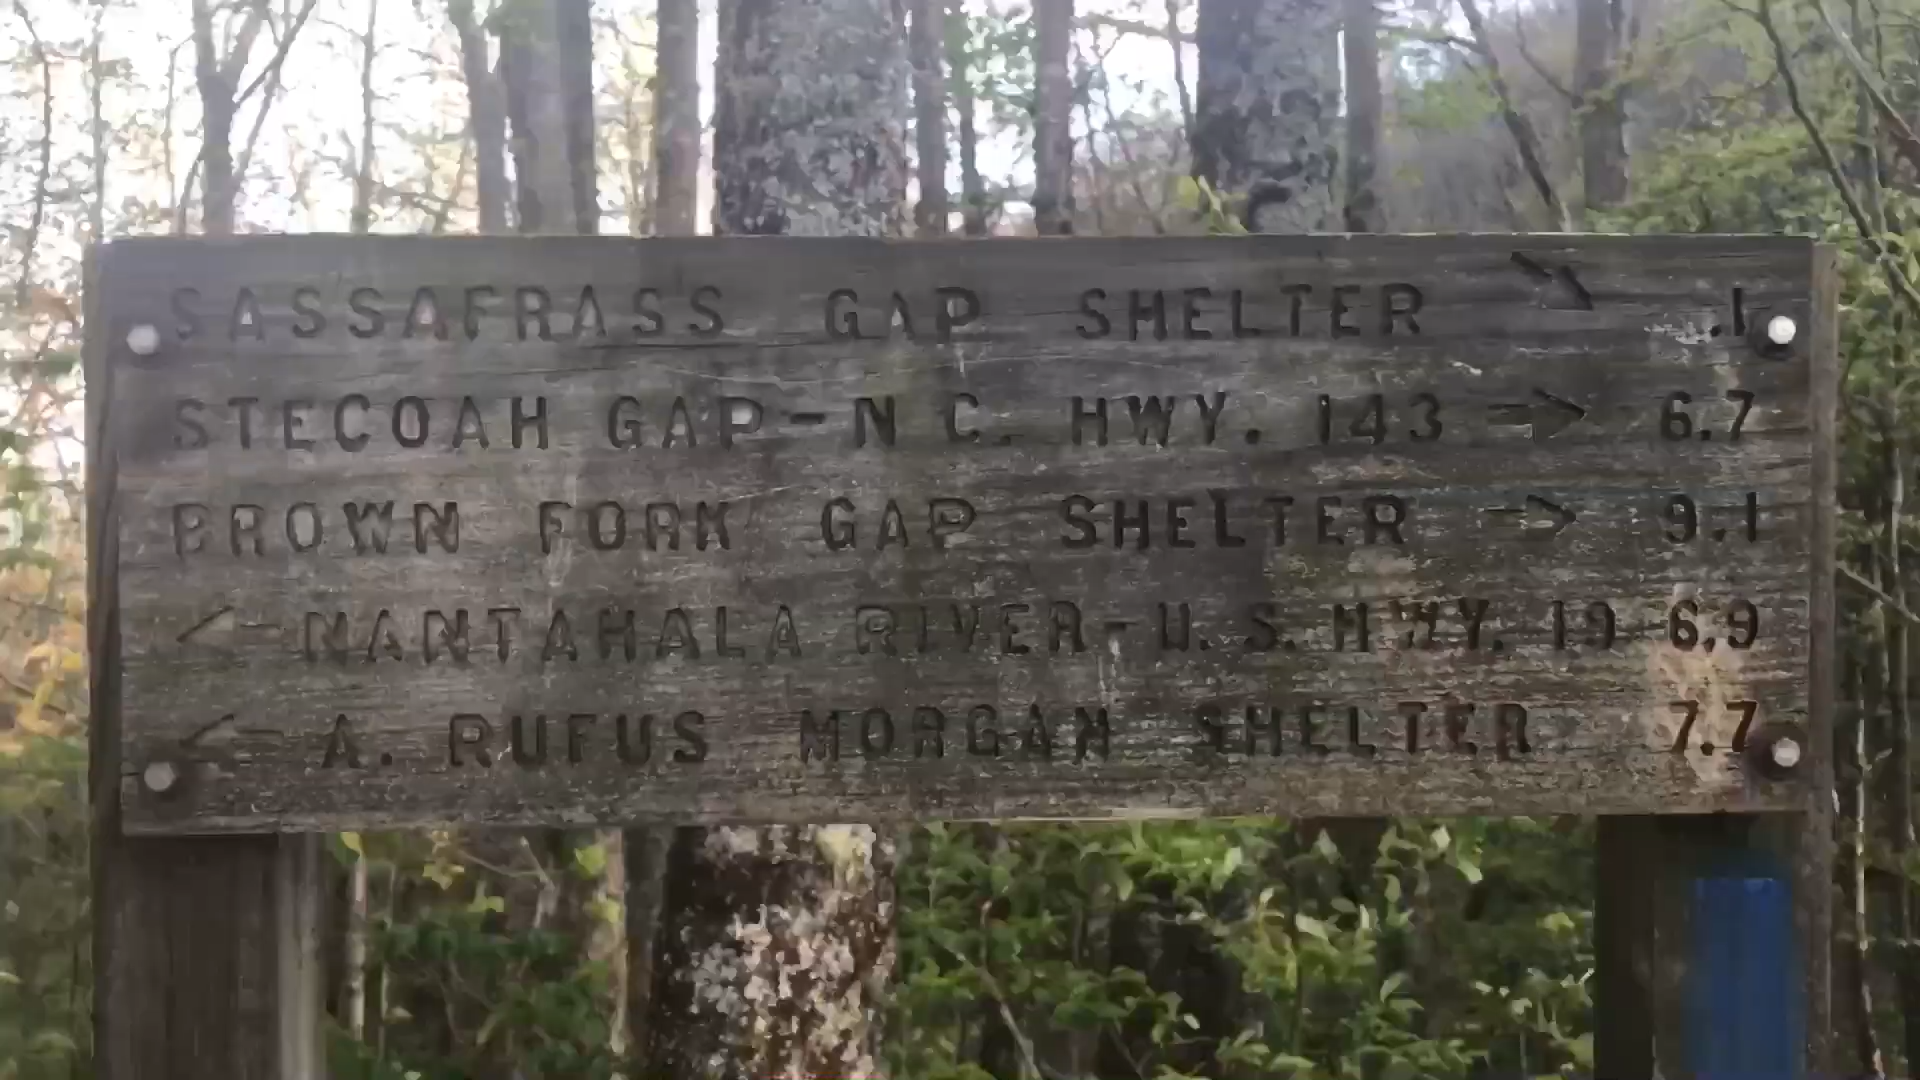 SASSAFRASS GAP SHELTER ↘ .1
STECOAH GAP-N C. HWY. 143 → 6.7
BROWN FORK GAP SHELTER → 9.1
← NANTAHALA RIVER-U.S. HWY. 19 6.9
← A. RUFUS MORGAN SHELTER 7.7